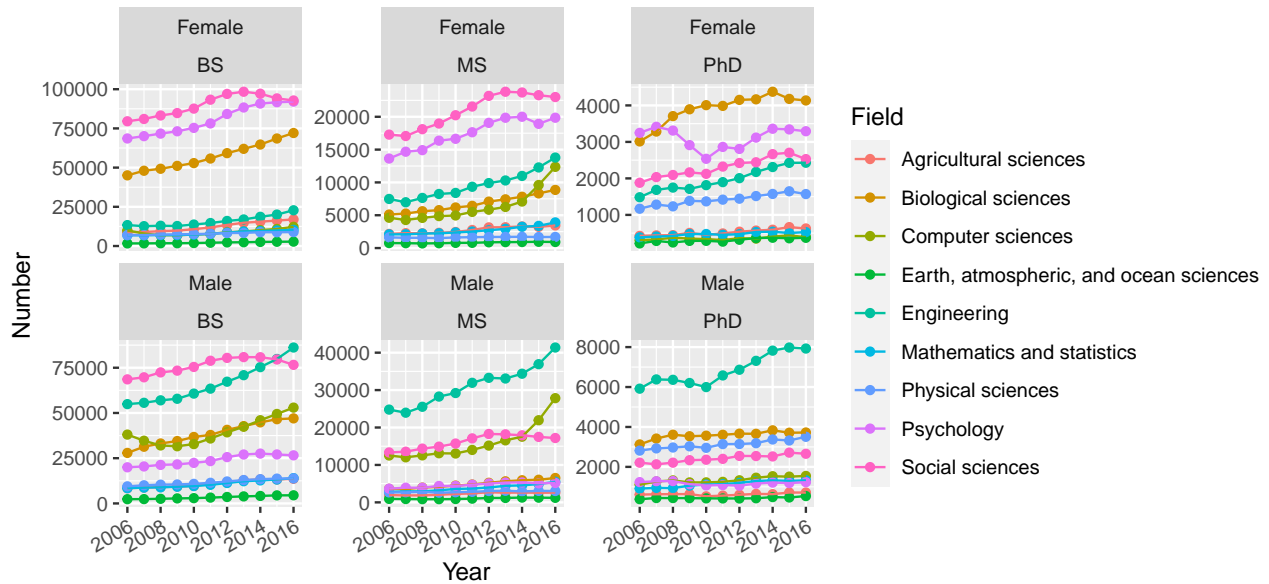 Female
BS
100000
75000
50000
25000
0
Female
MS
20000
15000
10000
5000
0
Female
PhD
4000
3000
2000
1000
Male
BS
75000
50000
25000
0
2006
2008
2010
2012
2014
2016
Male
MS
40000
30000
20000
10000
0
2006
2008
2010
2012
2014
2016
Male
PhD
8000
6000
4000
2000
2006
2008
2010
2012
2014
2016
Number
Year
Field
Agricultural sciences
Biological sciences
Computer sciences
Earth, atmospheric, and ocean sciences
Engineering
Mathematics and statistics
Physical sciences
Psychology
Social sciences